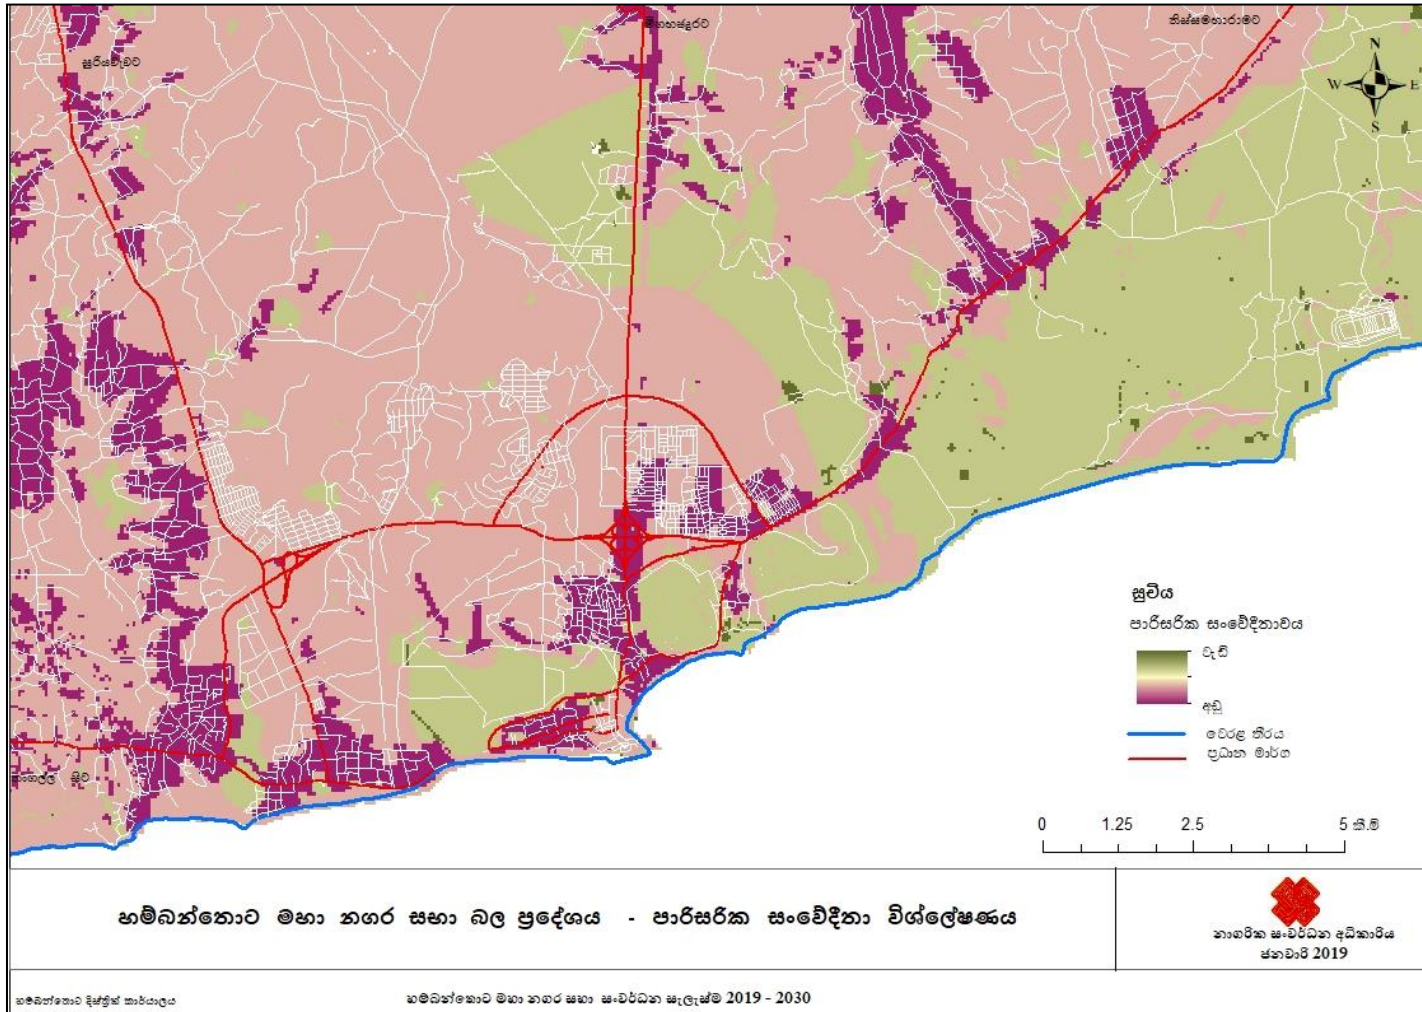 සූරියවැවට
තිස්සමහාරාමට
N
W E
S
සූචිය
පාරිසරික සංවේදීතාවය
වැඩි
අඩු
වෙරළ තීරය
ප්‍රධාන මාර්ග
0 1.25 2.5 5 කි.මි
හම්බන්තොට මහා නගර සභා බල ප්‍රදේශය - පාරිසරික සංවේදීතා විශ්ලේෂණය
නාගරික සංවර්ධන අධිකාරිය
ජනවාරි 2019
හම්බන්තොට දිස්ත්‍රික් කාර්යාලය
හම්බන්තොට මහා නගර සභා සංවර්ධන සැලැස්ම 2019 - 2030